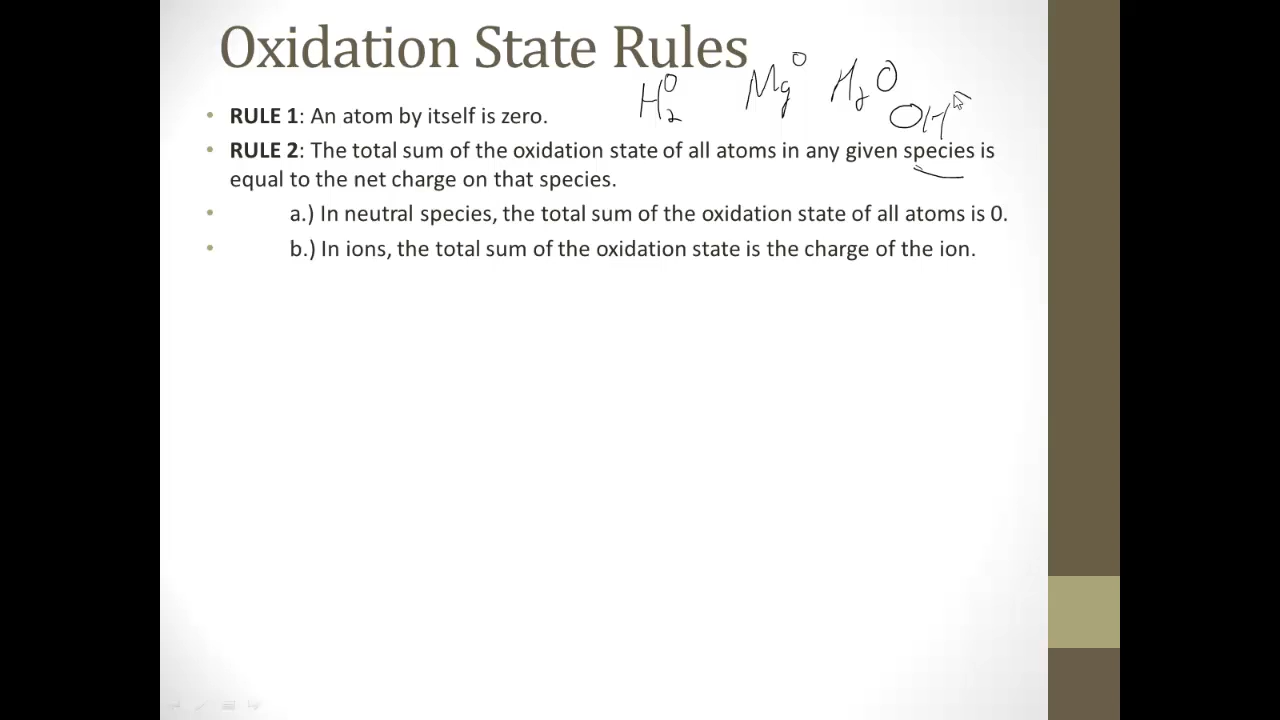 Oxidation State Rules
H₂⁰ Mg⁰ H₂O
OH⁻
• RULE 1: An atom by itself is zero.
• RULE 2: The total sum of the oxidation state of all atoms in any given species is
equal to the net charge on that species.
• a.) In neutral species, the total sum of the oxidation state of all atoms is 0.
• b.) In ions, the total sum of the oxidation state is the charge of the ion.